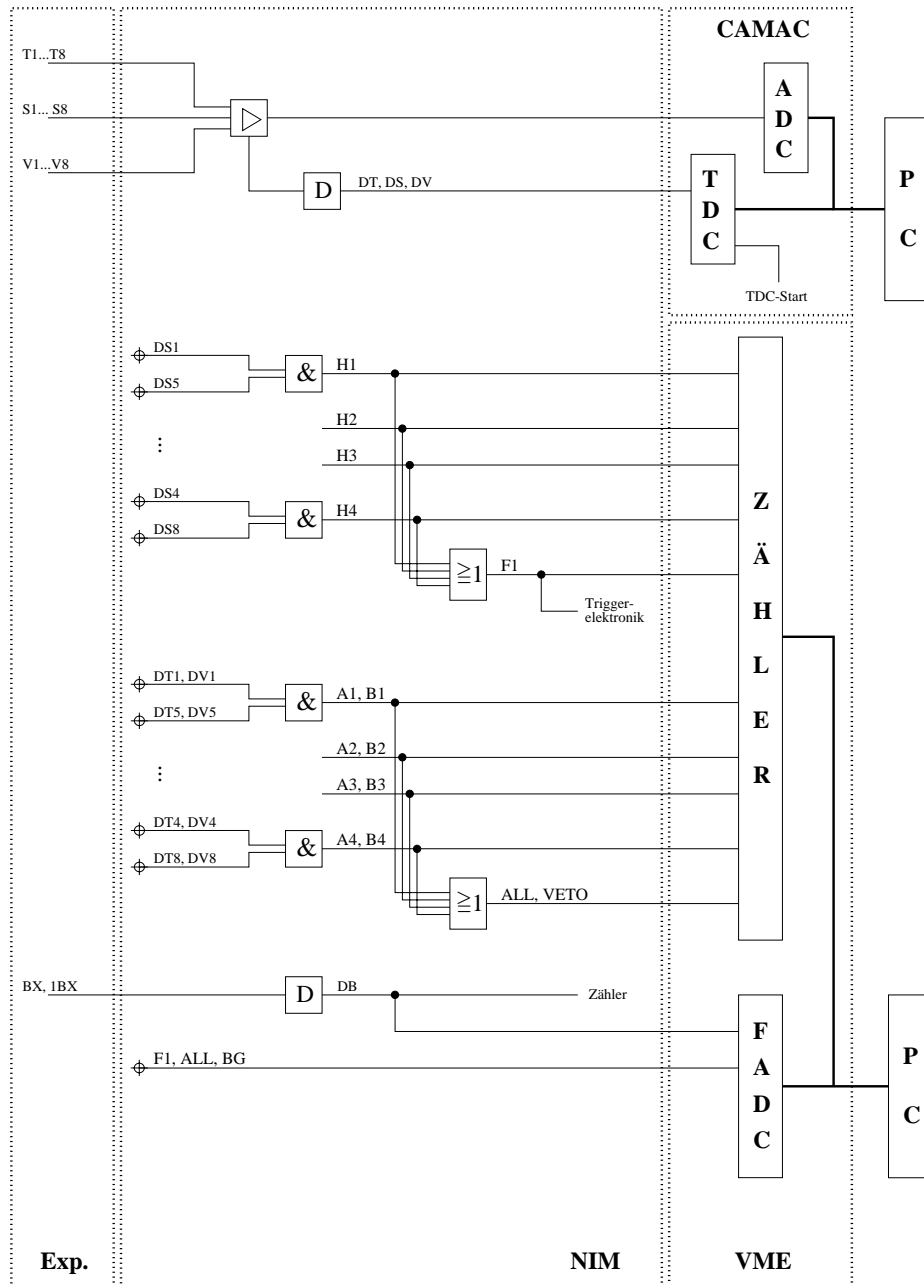 CAMAC
T1...T8
S1... S8
V1...V8
D
DT, DS, DV
A
D
C
T
D
C
P
C
TDC-Start
DS1
DS5
&
H1
H2
⋮
H3
DS4
DS8
&
H4
≧1
F1
Trigger-
elektronik
Z
Ä
H
L
E
R
DT1, DV1
DT5, DV5
&
A1, B1
A2, B2
⋮
A3, B3
DT4, DV4
DT8, DV8
&
A4, B4
≧1
ALL, VETO
BX, 1BX
D
DB
Zähler
F1, ALL, BG
F
A
D
C
P
C
Exp.
NIM
VME